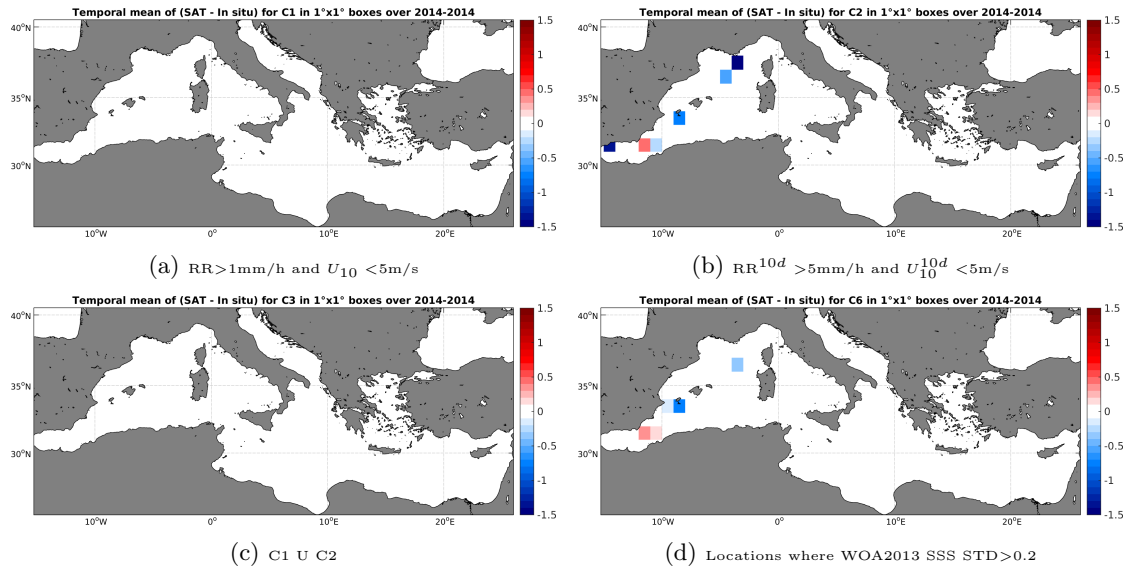 Temporal mean of (SAT - In situ) for C1 in 1°x1° boxes over 2014-2014
40°N
35°N
30°N
10°W
0°
10°E
20°E
1.5
1
0.5
0
-0.5
-1
-1.5
(a) RR>1mm/h and U10 <5m/s
Temporal mean of (SAT - In situ) for C2 in 1°x1° boxes over 2014-2014
40°N
35°N
30°N
10°W
0°
10°E
20°E
1.5
1
0.5
0
-0.5
-1
-1.5
(b) RR^10d >5mm/h and U10^10d <5m/s
Temporal mean of (SAT - In situ) for C3 in 1°x1° boxes over 2014-2014
40°N
35°N
30°N
10°W
0°
10°E
20°E
1.5
1
0.5
0
-0.5
-1
-1.5
(c) C1 U C2
Temporal mean of (SAT - In situ) for C6 in 1°x1° boxes over 2014-2014
40°N
35°N
30°N
10°W
0°
10°E
20°E
1.5
1
0.5
0
-0.5
-1
-1.5
(d) Locations where WOA2013 SSS STD>0.2